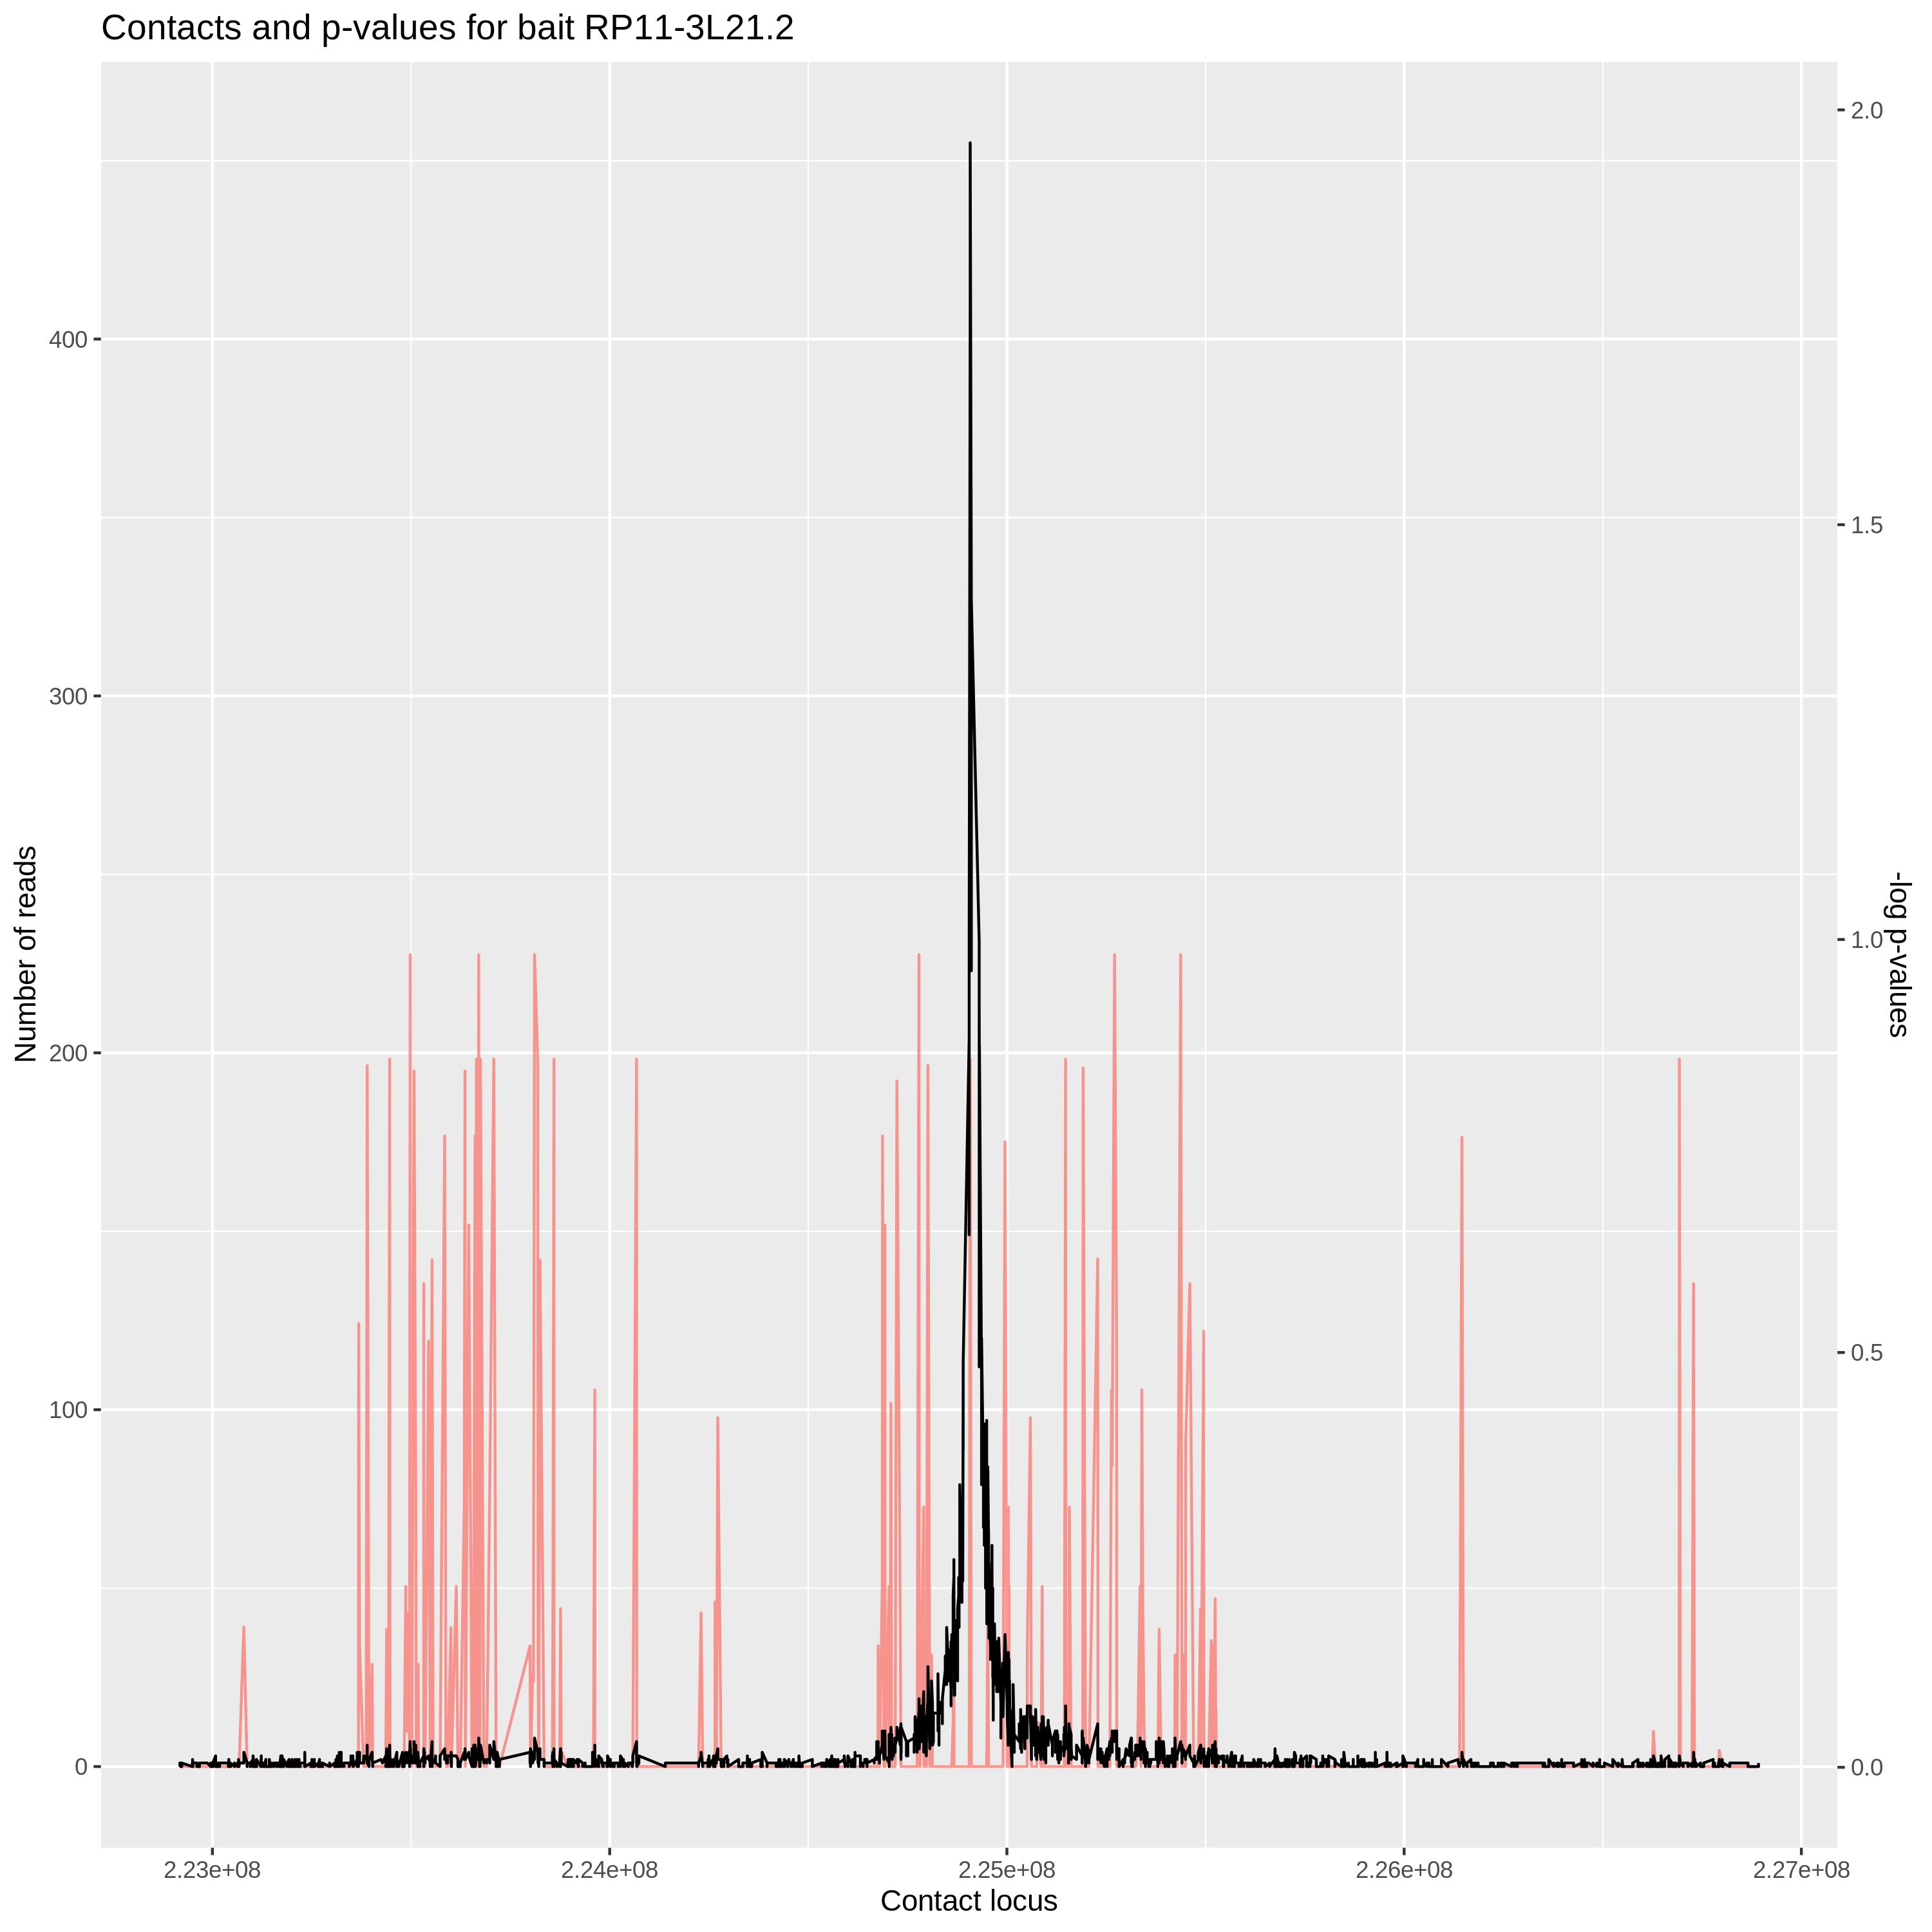 Contacts and p-values for bait RP11-3L21.2
Number of reads
400
300
200
100
0
2.0
1.5
1.0
0.5
0.0
-log p-values
2.23e+08
2.24e+08
2.25e+08
2.26e+08
2.27e+08
Contact locus